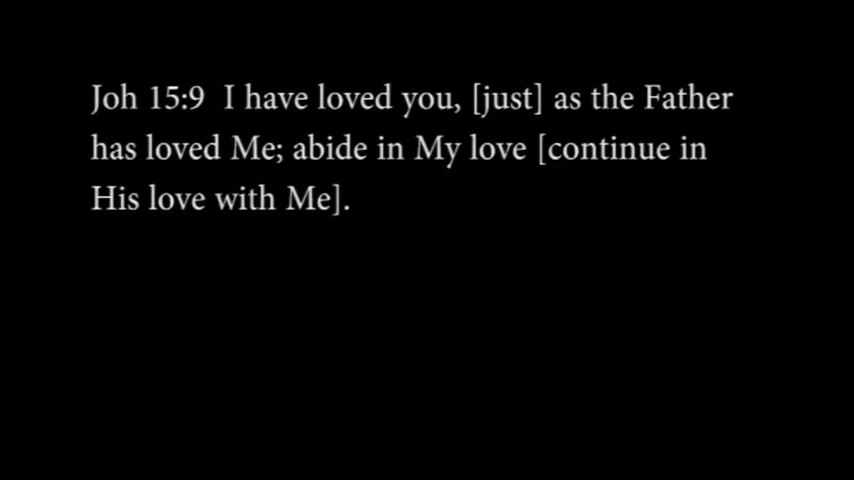 Joh 15:9  I have loved you, [just] as the Father
has loved Me; abide in My love [continue in
His love with Me].